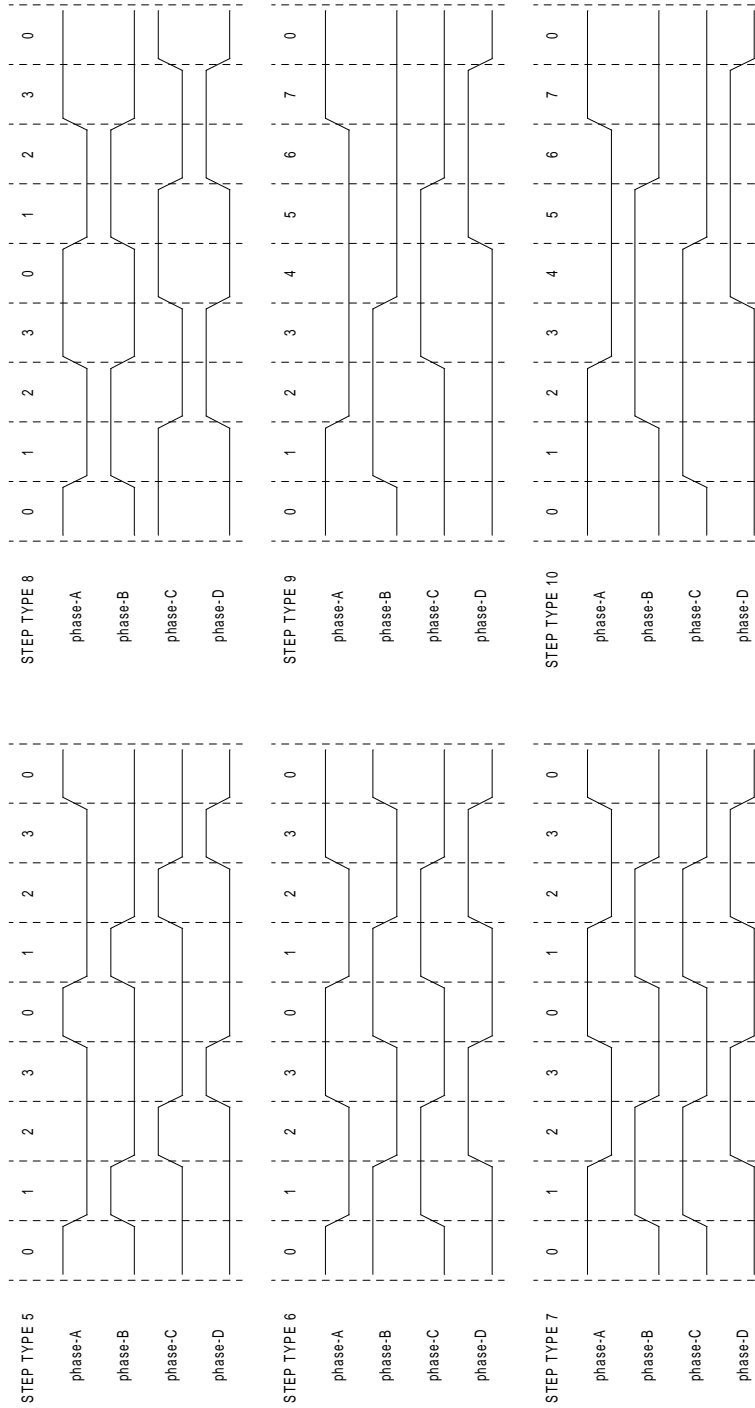 STEP TYPE 5
0 1 2 3 0 1 2 3 0
phase-A
phase-B
phase-C
phase-D
STEP TYPE 6
0 1 2 3 0 1 2 3 0
phase-A
phase-B
phase-C
phase-D
STEP TYPE 7
0 1 2 3 0 1 2 3 0
phase-A
phase-B
phase-C
phase-D
STEP TYPE 8
0 1 2 3 0 1 2 3 0
phase-A
phase-B
phase-C
phase-D
STEP TYPE 9
0 1 2 3 4 5 6 7 0
phase-A
phase-B
phase-C
phase-D
STEP TYPE 10
0 1 2 3 4 5 6 7 0
phase-A
phase-B
phase-C
phase-D